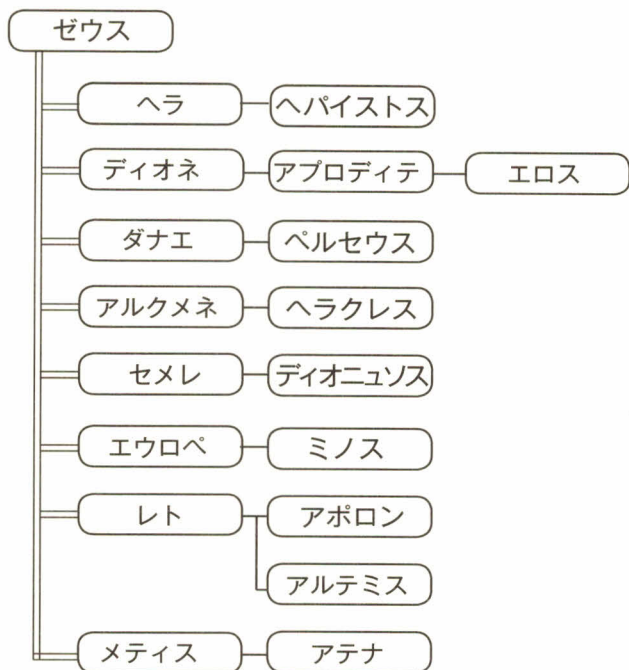 ゼウス
ヘラ ヘパイストス
ディオネ アプロディテ エロス
ダナエ ペルセウス
アルクメネ ヘラクレス
セメレ ディオニュソス
エウロペ ミノス
レト アポロン
アルテミス
メティス アテナ